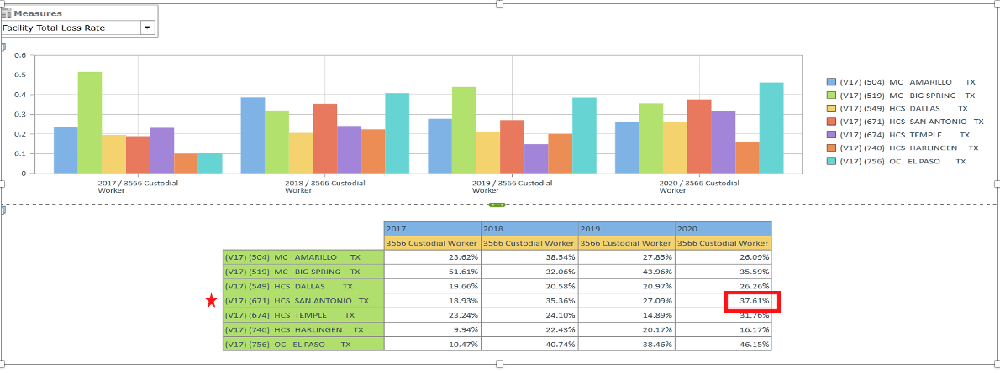 Measures
Facility Total Loss Rate
0.6
0.5
0.4
0.3
0.2
0.1
0
2017 / 3566 Custodial Worker
2018 / 3566 Custodial Worker
2019 / 3566 Custodial Worker
2020 / 3566 Custodial Worker
(V17) (504) MC AMARILLO TX
(V17) (519) MC BIG SPRING TX
(V17) (549) HCS DALLAS TX
(V17) (671) HCS SAN ANTONIO TX
(V17) (674) HCS TEMPLE TX
(V17) (740) HCS HARLINGEN TX
(V17) (756) OC EL PASO TX
2017 2018 2019 2020
3566 Custodial Worker 3566 Custodial Worker 3566 Custodial Worker 3566 Custodial Worker
(V17) (504) MC AMARILLO TX 23.62% 38.54% 27.85% 26.09%
(V17) (519) MC BIG SPRING TX 51.61% 32.06% 43.96% 35.59%
(V17) (549) HCS DALLAS TX 19.66% 20.58% 20.97% 26.26%
(V17) (671) HCS SAN ANTONIO TX 18.93% 35.36% 27.09% 37.61%
(V17) (674) HCS TEMPLE TX 23.24% 24.10% 14.89% 31.76%
(V17) (740) HCS HARLINGEN TX 9.94% 22.43% 20.17% 16.17%
(V17) (756) OC EL PASO TX 10.47% 40.74% 38.46% 46.15%